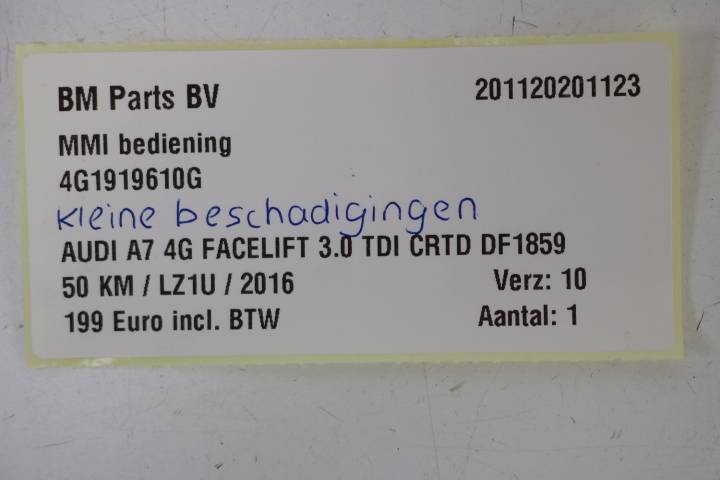 BM Parts BV 201120201123
MMI bediening
4G1919610G
kleine beschadigingen
AUDI A7 4G FACELIFT 3.0 TDI CRTD DF1859
50 KM / LZ1U / 2016 Verz: 10
199 Euro incl. BTW Aantal: 1